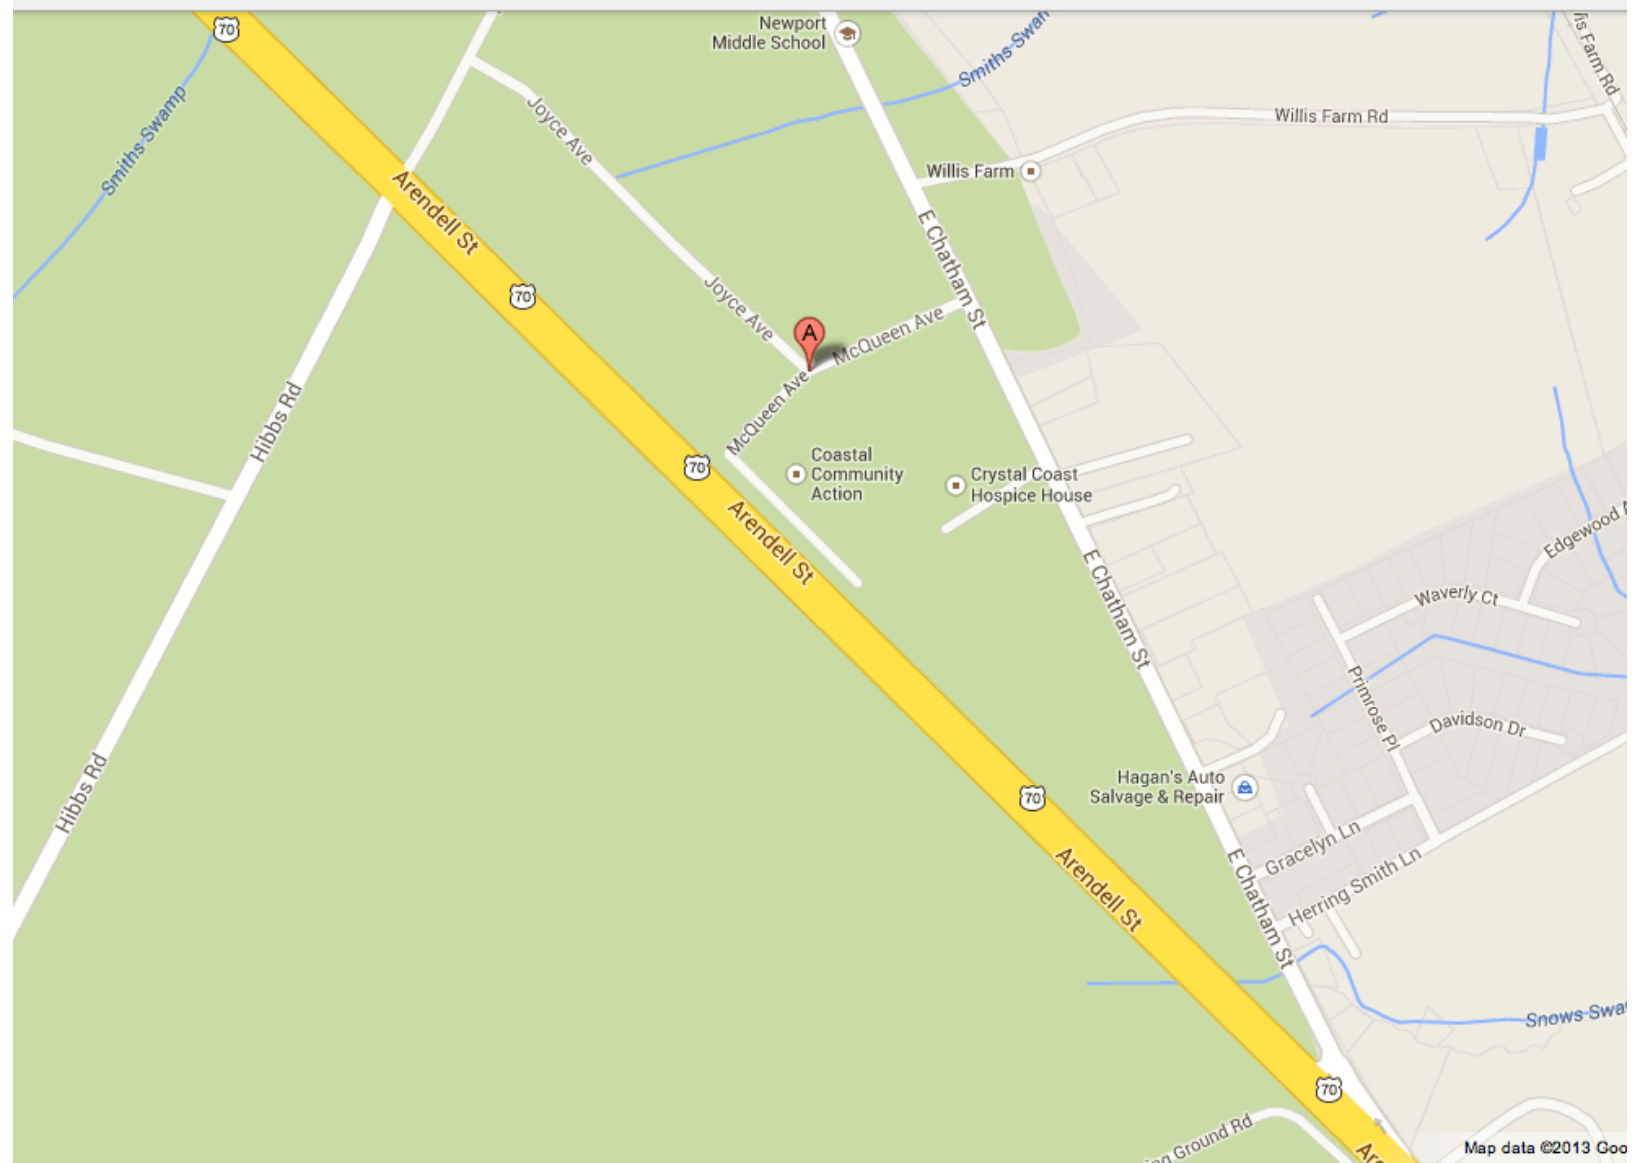 70
Newport
Middle School
Smiths Swamp
Joyce Ave
Willis Farm Rd
Smiths Swamp
Willis Farm
Arendell St
E Chatham St
70
Joyce Ave
McQueen Ave
A
McQueen Ave
Hibbs Rd
70
Coastal
Community
Action
Crystal Coast
Hospice House
Arendell St
Edgewood
E Chatham St
Waverly Ct
Primrose Pl
Davidson Dr
Hibbs Rd
70
Hagan's Auto
Salvage & Repair
Gracelyn Ln
Arendell St
E Chatham St
Herring Smith Ln
Snows
70
Ground Rd
Map data ©2013